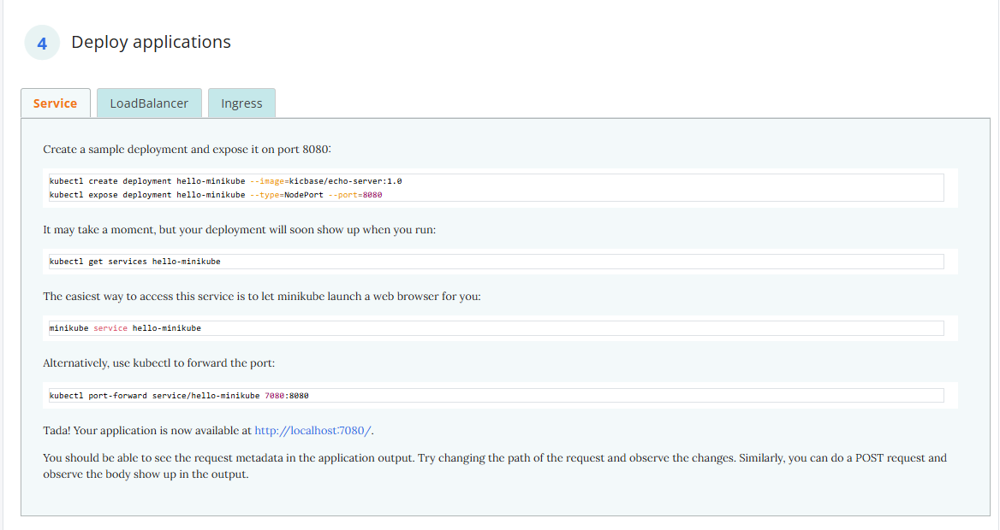 4
Deploy applications
Service
LoadBalancer
Ingress
Create a sample deployment and expose it on port 8080:
kubectl create deployment hello-minikube --image=kicbase/echo-server:1.0
kubectl expose deployment hello-minikube --type=NodePort --port=8080
It may take a moment, but your deployment will soon show up when you run:
kubectl get services hello-minikube
The easiest way to access this service is to let minikube launch a web browser for you:
minikube service hello-minikube
Alternatively, use kubectl to forward the port:
kubectl port-forward service/hello-minikube 7080:8080
Tada! Your application is now available at http://localhost:7080/.
You should be able to see the request metadata in the application output. Try changing the path of the request and observe the changes. Similarly, you can do a POST request and
observe the body show up in the output.